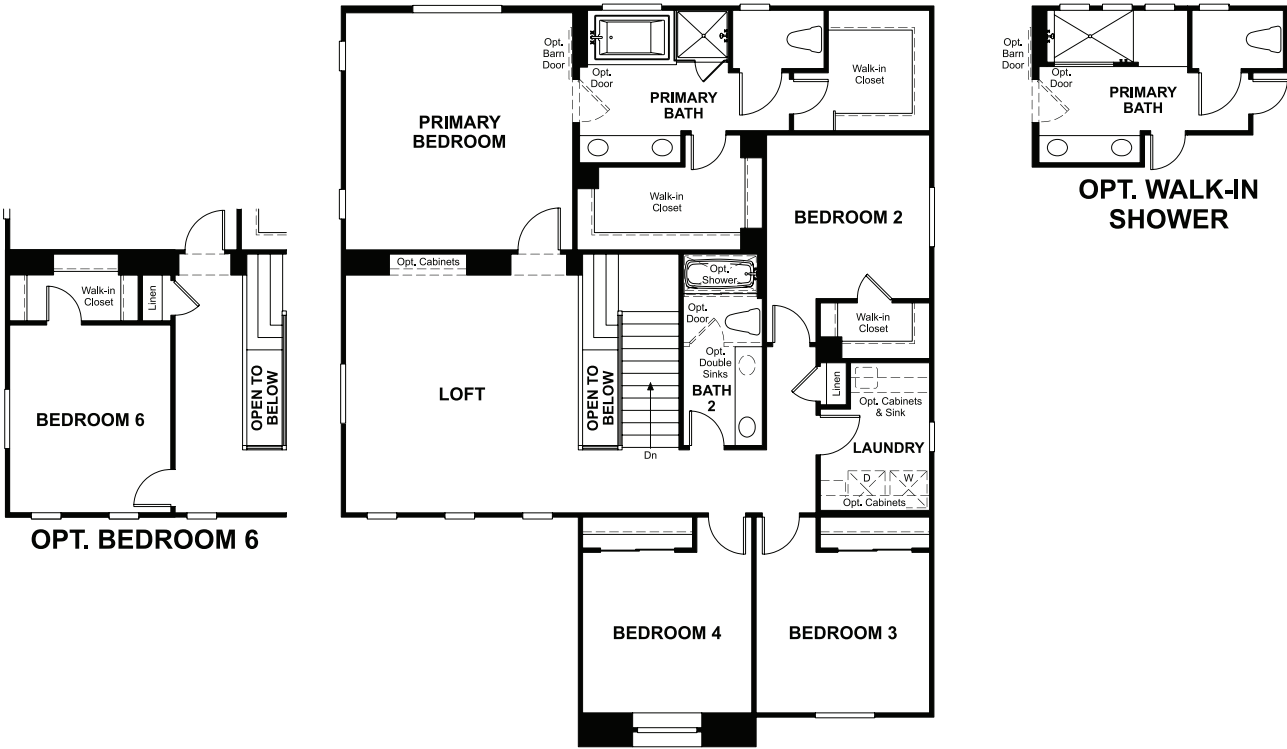 Opt.
Barn
Door
Opt.
Door
PRIMARY
BATH
Walk-in
Closet
PRIMARY
BEDROOM
Walk-in
Closet
BEDROOM 2
Opt. Cabinets
Opt.
Shower
Opt.
Door
Walk-in
Closet
Opt.
Double
Sinks
BATH
2
Linen
LOFT
OPEN TO
BELOW
Dn
Opt. Cabinets
& Sink
LAUNDRY
D
W
Opt. Cabinets
BEDROOM 4
BEDROOM 3
Walk-in
Closet
Linen
BEDROOM 6
OPEN TO
BELOW
OPT. BEDROOM 6
Opt.
Barn
Door
Opt.
Door
PRIMARY
BATH
OPT. WALK-IN
SHOWER